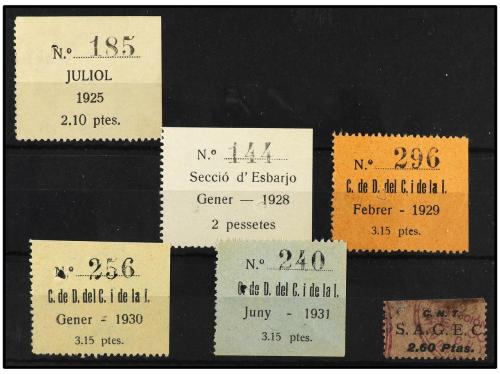 N.º 185
JULIOL
1925
2.10 ptes.
N.º 144
Secció d'Esbarjo
Gener — 1928
2 pessetes
N.º 296
C. de D. del C. i de la I.
Febrer - 1929
3.15 ptes.
N.º 256
C. de D. del C. i de la I.
Gener - 1930
3.15 ptes.
N.º 240
C. de D. del C. i de la I.
Juny - 1931
3.15 ptes.
C. N. T.
S. A. G. E. C.
2.60 Ptas.